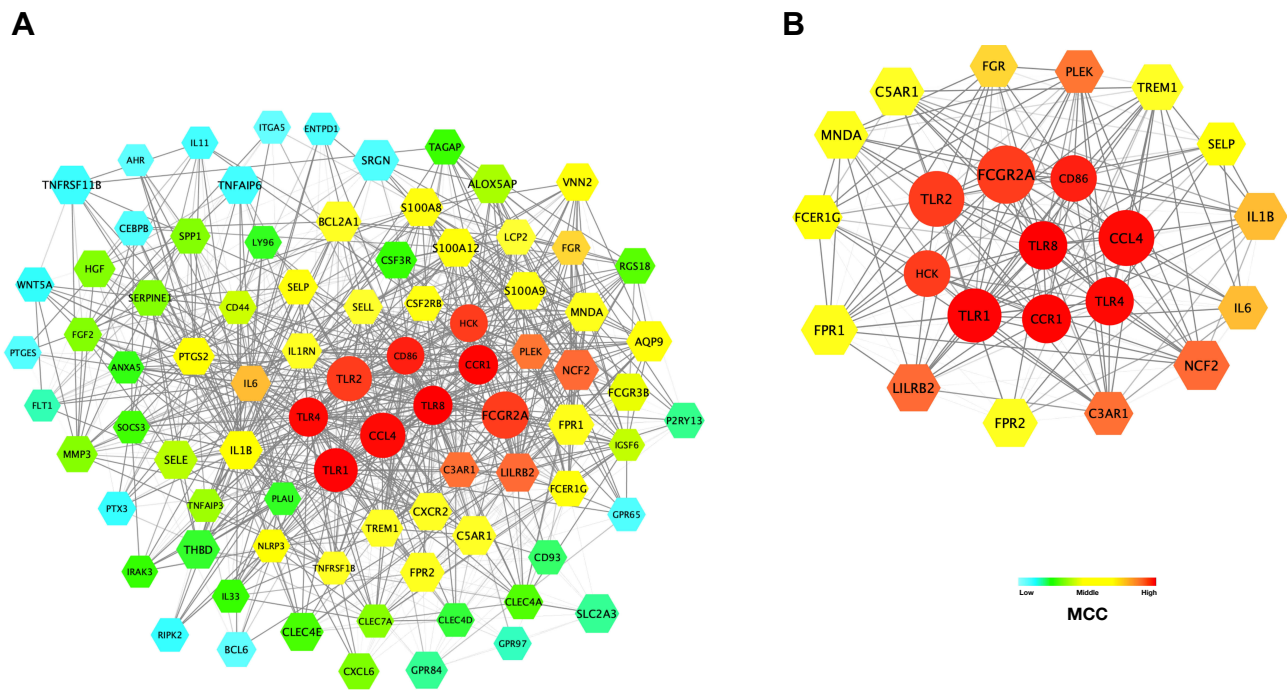 A
B
ITGA5
ENTPD1
IL11
TAGAP
AHR
SRGN
TNFRSF11B
TNFAIP6
ALOX5AP
VNN2
S100A8
BCL2A1
CEBPB
SPP1
LY96
S100A12
LCP2
FGR
CSF3R
RGS18
HGF
WNT5A
SERPINE1
SELP
S100A9
CD44
SELL
CSF2RB
MNDA
HCK
FGF2
PTGES
PTGS2
IL1RN
AQP9
CD86
PLEK
ANXA5
CCR1
NCF2
TLR2
IL6
FCGR3B
FLT1
TLR8
TLR4
FCGR2A
P2RY13
SOCS3
CCL4
FPR1
IGSF6
IL1B
MMP3
SELE
TLR1
C3AR1
LILRB2
FCER1G
PLAU
TNFAIP3
PTX3
CXCR2
GPR65
TREM1
C5AR1
NLRP3
THBD
CD93
TNFRSF1B
FPR2
IRAK3
IL33
CLEC4A
SLC2A3
CLEC7A
CLEC4D
CLEC4E
RIPK2
GPR97
BCL6
CXCL6
GPR84
FGR
PLEK
C5AR1
TREM1
MNDA
SELP
FCGR2A
CD86
TLR2
FCER1G
IL1B
CCL4
TLR8
HCK
TLR4
IL6
TLR1
CCR1
FPR1
NCF2
LILRB2
C3AR1
FPR2
Low
Middle
High
MCC